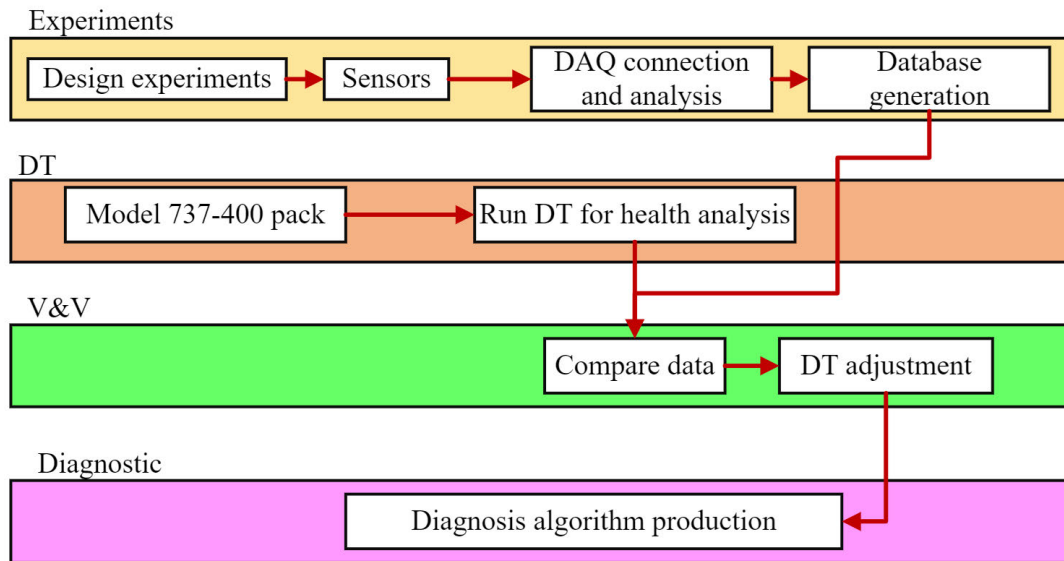 Experiments
Design experiments
Sensors
DAQ connection
and analysis
Database
generation
DT
Model 737-400 pack
Run DT for health analysis
V&V
Compare data
DT adjustment
Diagnostic
Diagnosis algorithm production